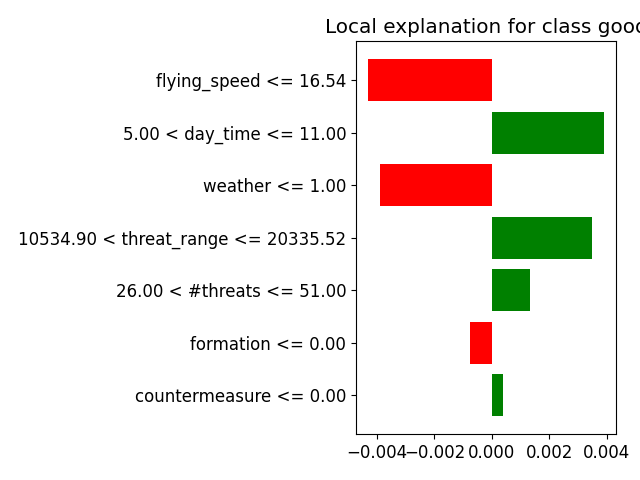 Local explanation for class good
flying_speed <= 16.54
5.00 < day_time <= 11.00
weather <= 1.00
10534.90 < threat_range <= 20335.52
26.00 < #threats <= 51.00
formation <= 0.00
countermeasure <= 0.00
−0.004 −0.002 0.000 0.002 0.004